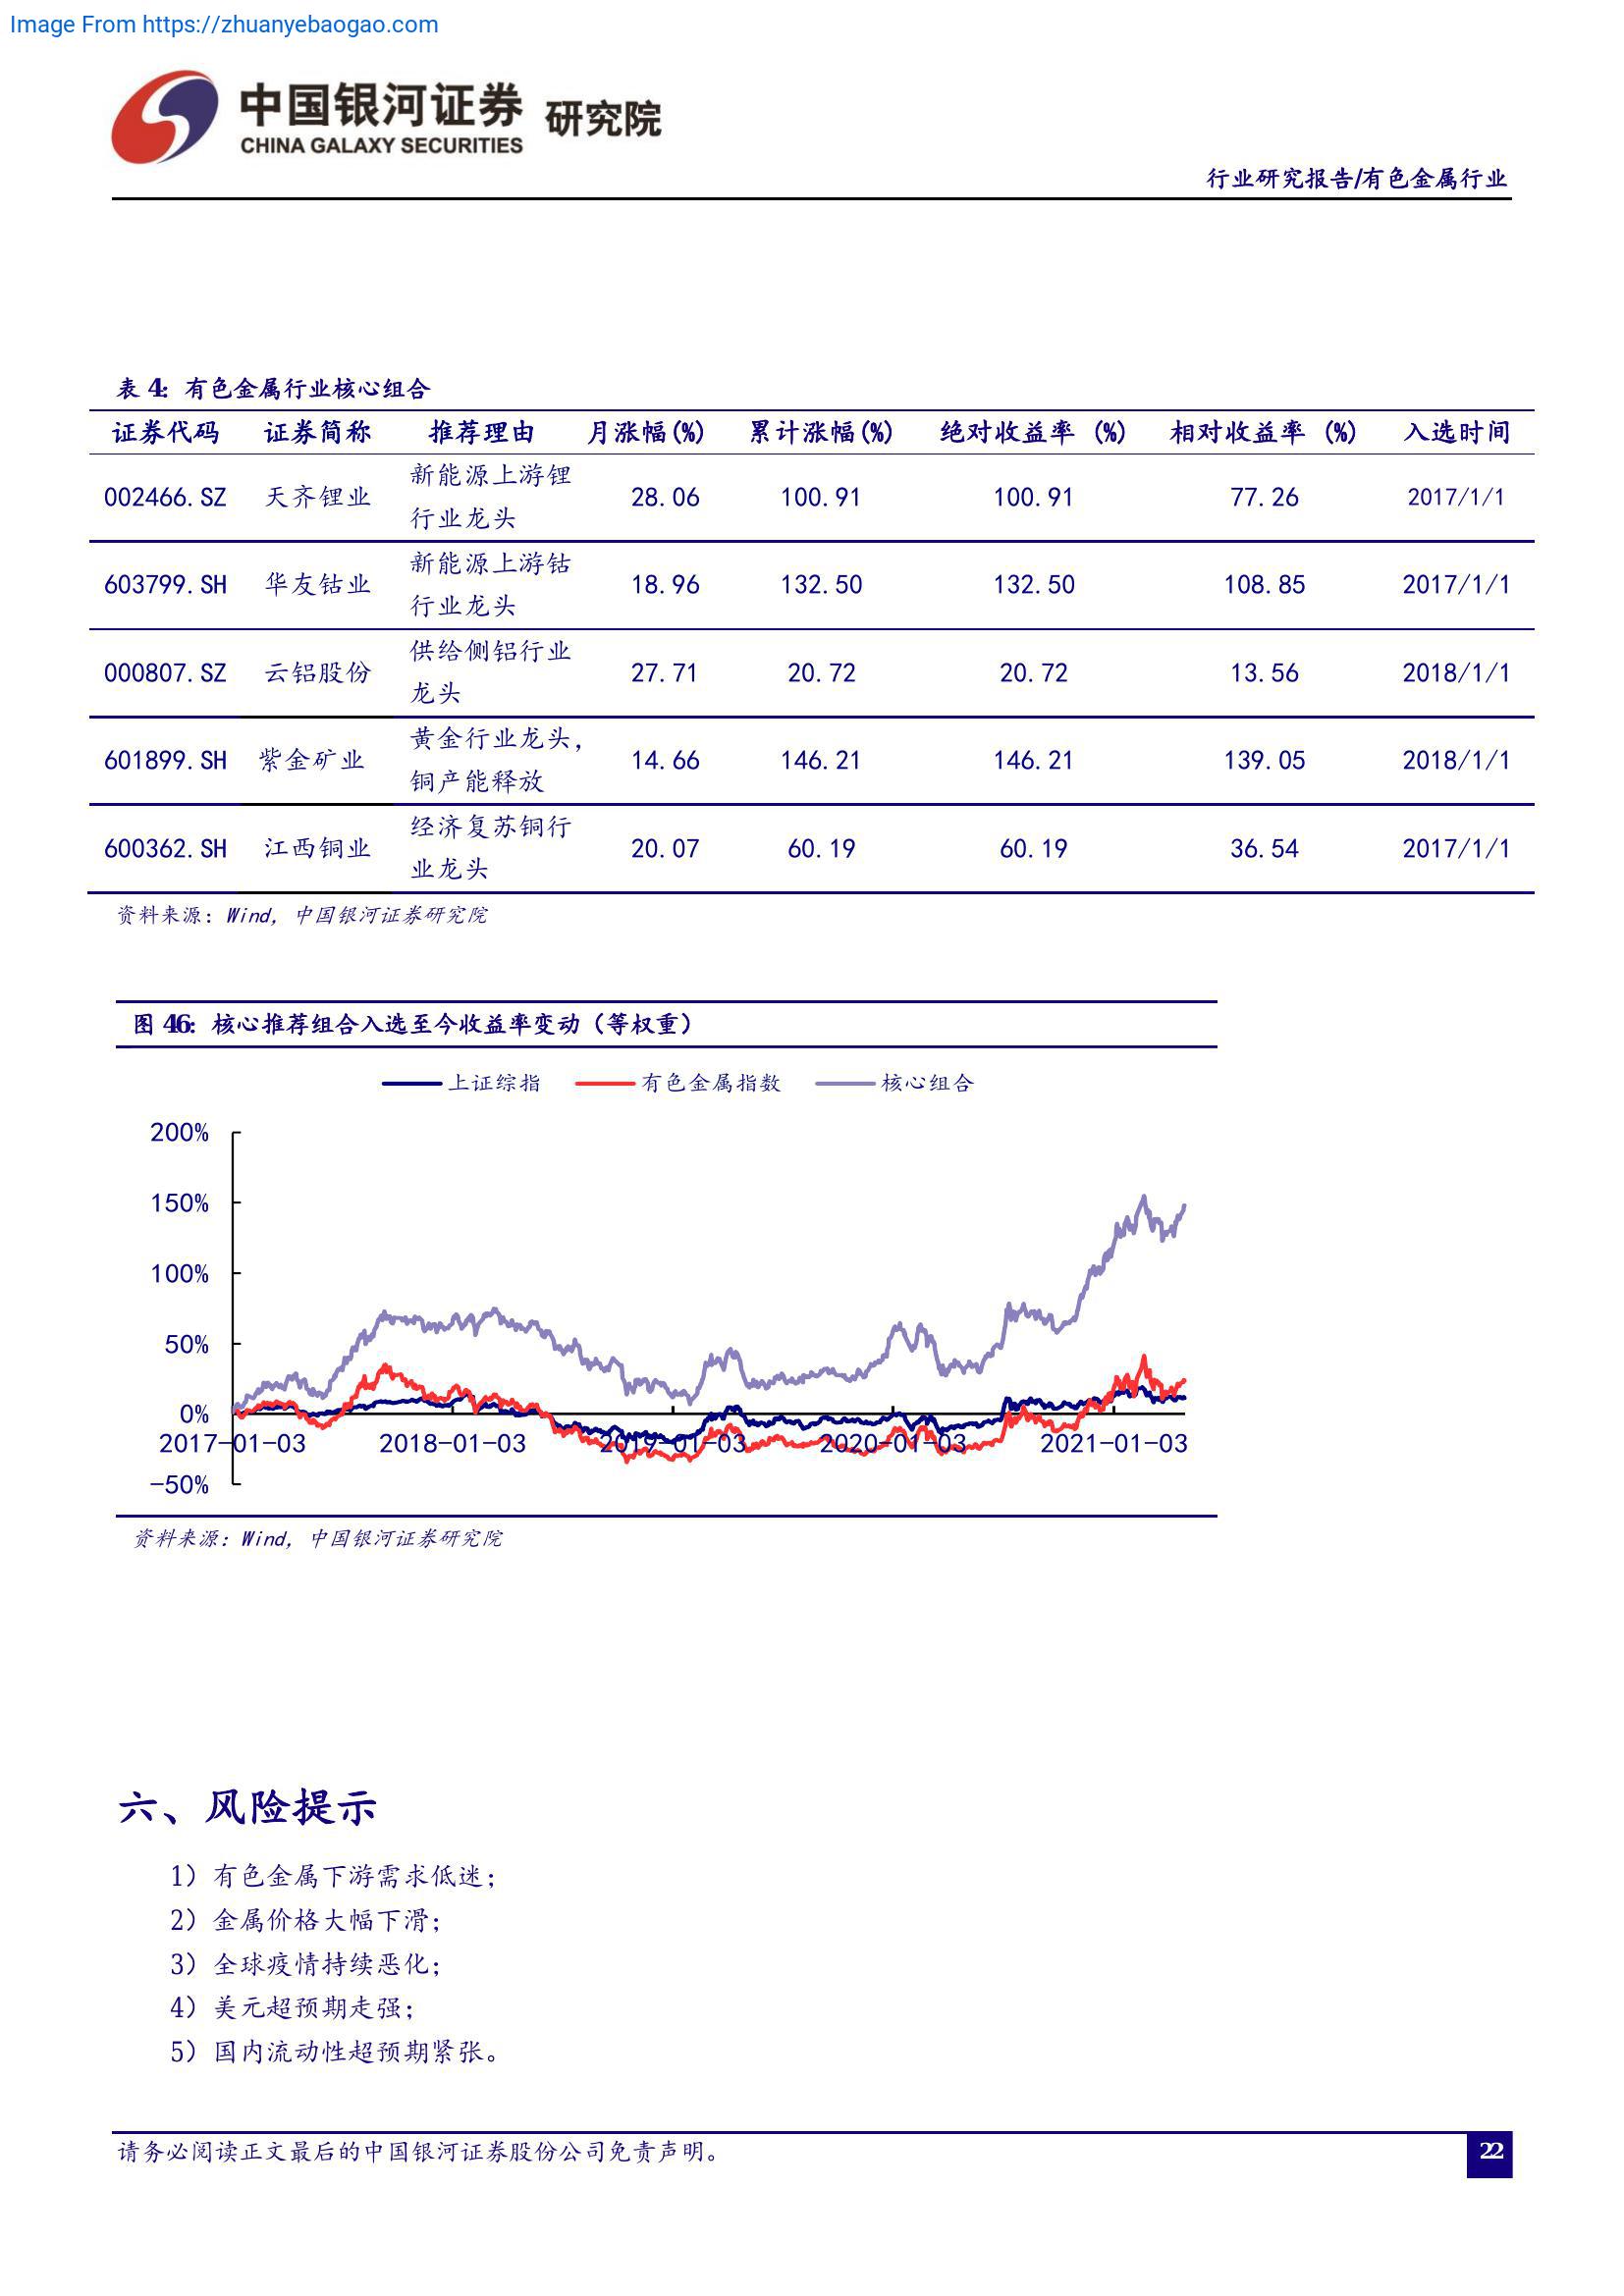 Image From https://zhuanyebaogao.com
中国银河证券 研究院
CHINA GALAXY SECURITIES
行业研究报告/有色金属行业
表 4: 有色金属行业核心组合
证券代码 证券简称 推荐理由 月涨幅(%) 累计涨幅(%) 绝对收益率 (%) 相对收益率 (%) 入选时间
002466.SZ 天齐锂业 新能源上游锂 28.06 100.91 100.91 77.26 2017/1/1
行业龙头
603799.SH 华友钴业 新能源上游钴 18.96 132.50 132.50 108.85 2017/1/1
行业龙头
000807.SZ 云铝股份 供给侧铝行业 27.71 20.72 20.72 13.56 2018/1/1
龙头
601899.SH 紫金矿业 黄金行业龙头， 14.66 146.21 146.21 139.05 2018/1/1
铜产能释放
600362.SH 江西铜业 经济复苏铜行 20.07 60.19 60.19 36.54 2017/1/1
业龙头
资料来源：Wind, 中国银河证券研究院
图 46: 核心推荐组合入选至今收益率变动（等权重）
上证综指 有色金属指数 核心组合
200%
150%
100%
50%
0%
2017-01-03 2018-01-03 2019-01-03 2020-01-03 2021-01-03
-50%
资料来源：Wind, 中国银河证券研究院
六、风险提示
1）有色金属下游需求低迷；
2）金属价格大幅下滑；
3）全球疫情持续恶化；
4）美元超预期走强；
5）国内流动性超预期紧张。
请务必阅读正文最后的中国银河证券股份公司免责声明。
22